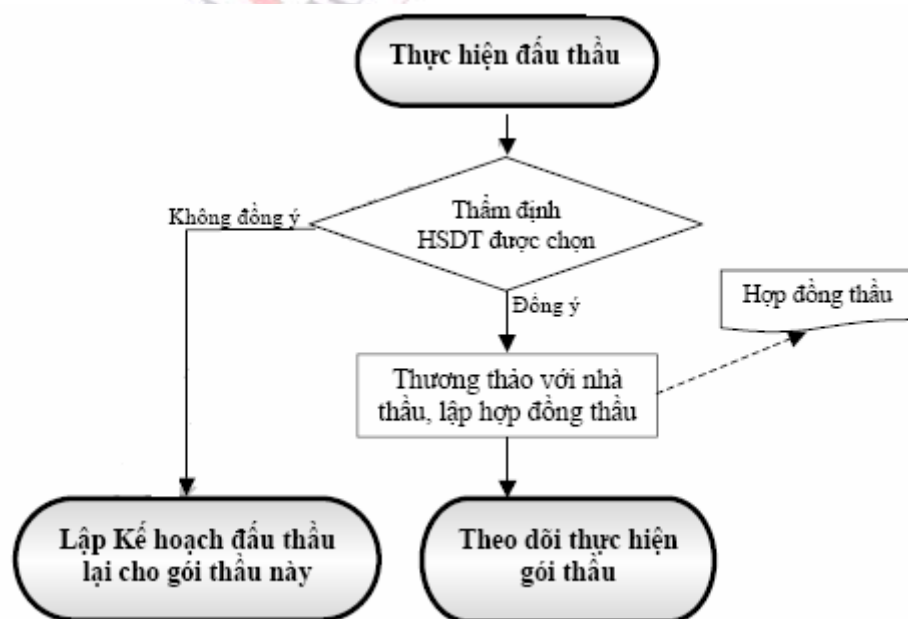 Thực hiện đấu thầu
Thẩm định
HSDT được chọn
Không đồng ý
Đồng ý
Hợp đồng thầu
Thương thảo với nhà
thầu, lập hợp đồng thầu
Lập Kế hoạch đấu thầu
lại cho gói thầu này
Theo dõi thực hiện
gói thầu